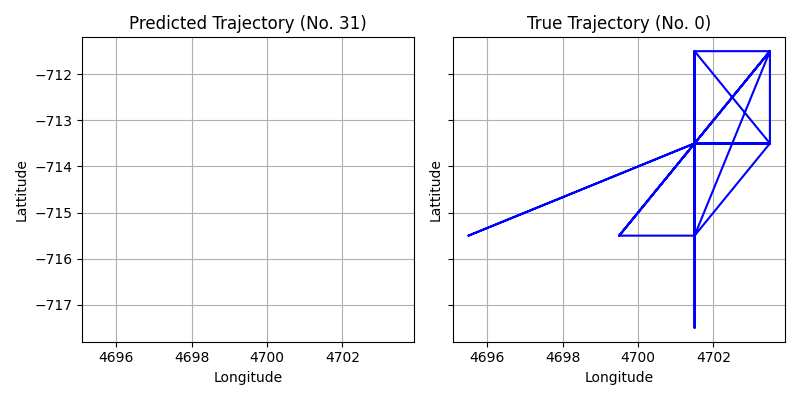 Predicted Trajectory (No. 31)
−712
−713
−714
−715
−716
−717
Lattitude
4696 4698 4700 4702
Longitude
True Trajectory (No. 0)
Lattitude
4696 4698 4700 4702
Longitude